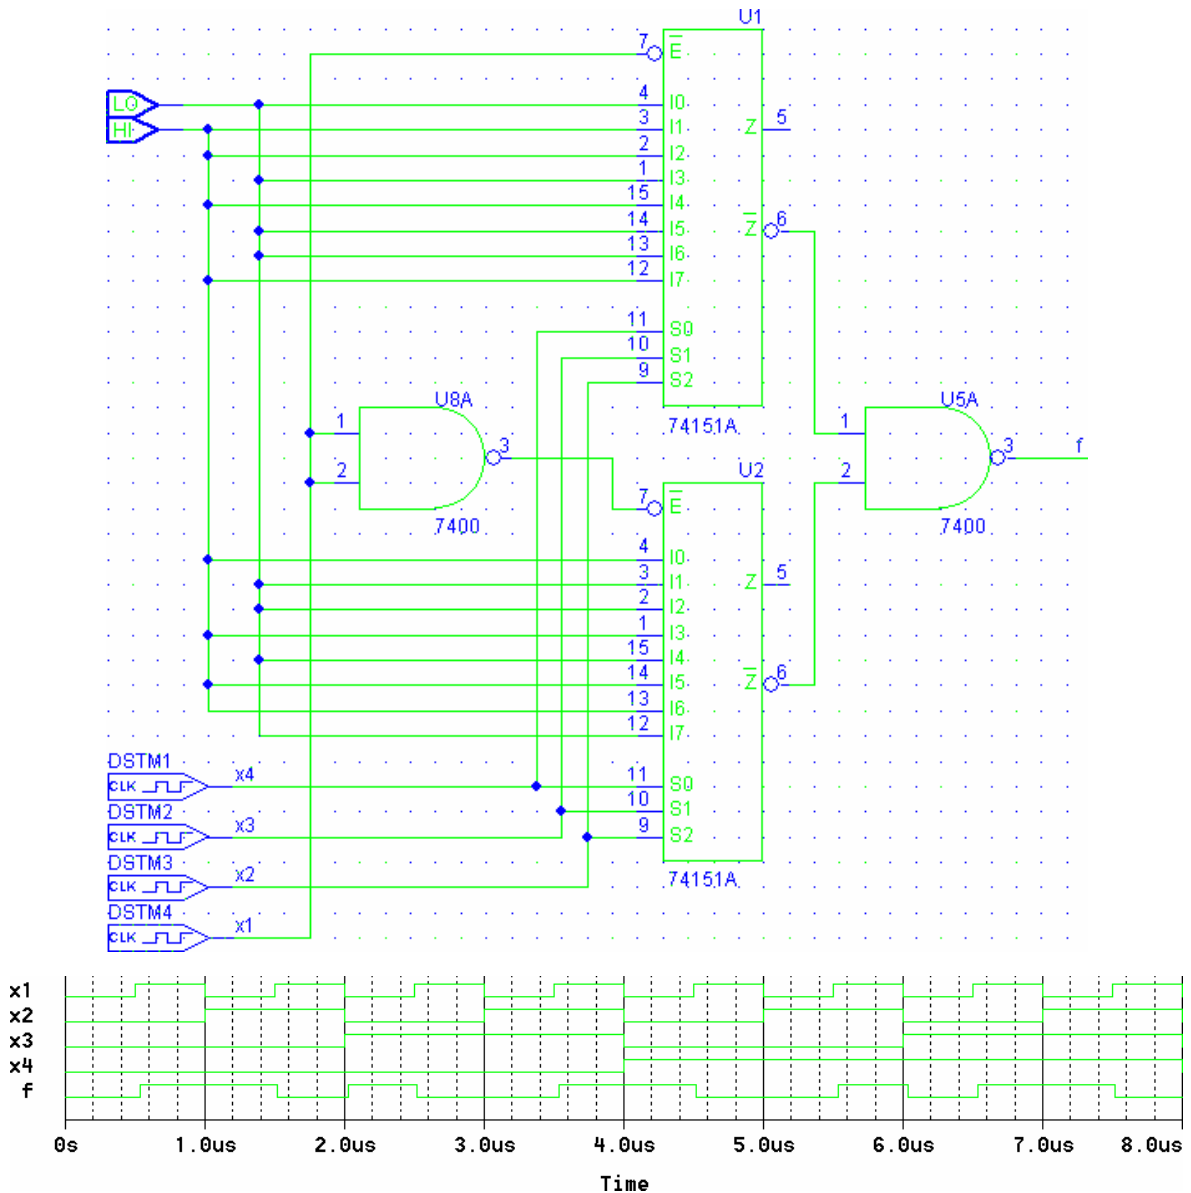 U1
7 E
LO 4 I0
HI 3 I1 Z 5
2 I2
1 I3
15 I4
14 I5 Z 6
13 I6
12 I7
11 S0
10 S1
9 S2
U8A U5A
1 74151A 1
3 3 f
2 U2 2
7 E
7400 7400
4 I0
3 I1 Z 5
2 I2
1 I3
15 I4
14 I5 Z 6
13 I6
12 I7
DSTM1
CLK x4 11 S0
DSTM2 10 S1
CLK x3 9 S2
DSTM3
CLK x2 74151A
DSTM4
CLK x1
x1
x2
x3
x4
f
0s 1.0us 2.0us 3.0us 4.0us 5.0us 6.0us 7.0us 8.0us
Time